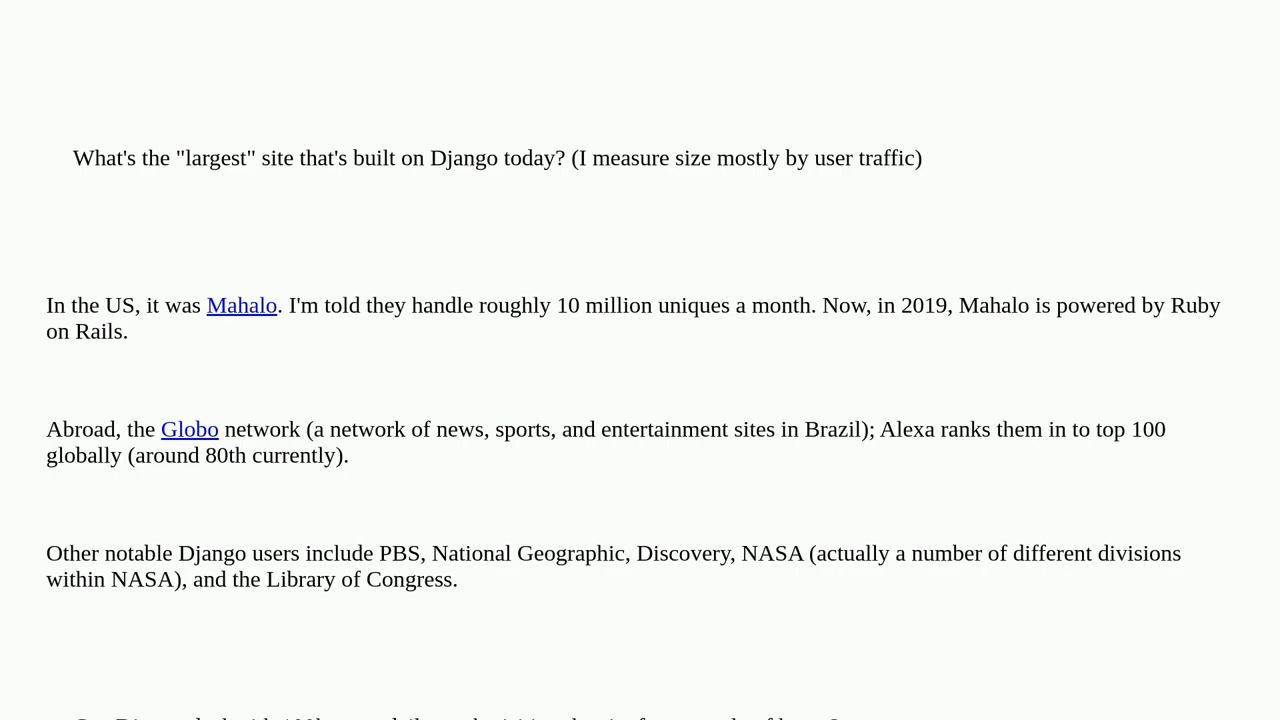 What's the "largest" site that's built on Django today? (I measure size mostly by user traffic)
In the US, it was Mahalo. I'm told they handle roughly 10 million uniques a month. Now, in 2019, Mahalo is powered by Ruby
on Rails.
Abroad, the Globo network (a network of news, sports, and entertainment sites in Brazil); Alexa ranks them in to top 100
globally (around 80th currently).
Other notable Django users include PBS, National Geographic, Discovery, NASA (actually a number of different divisions
within NASA), and the Library of Congress.